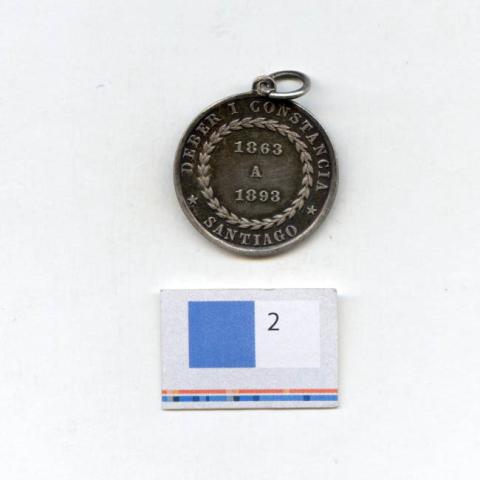 DEBER I CONSTANCIA
1863
A
1893
SANTIAGO
2